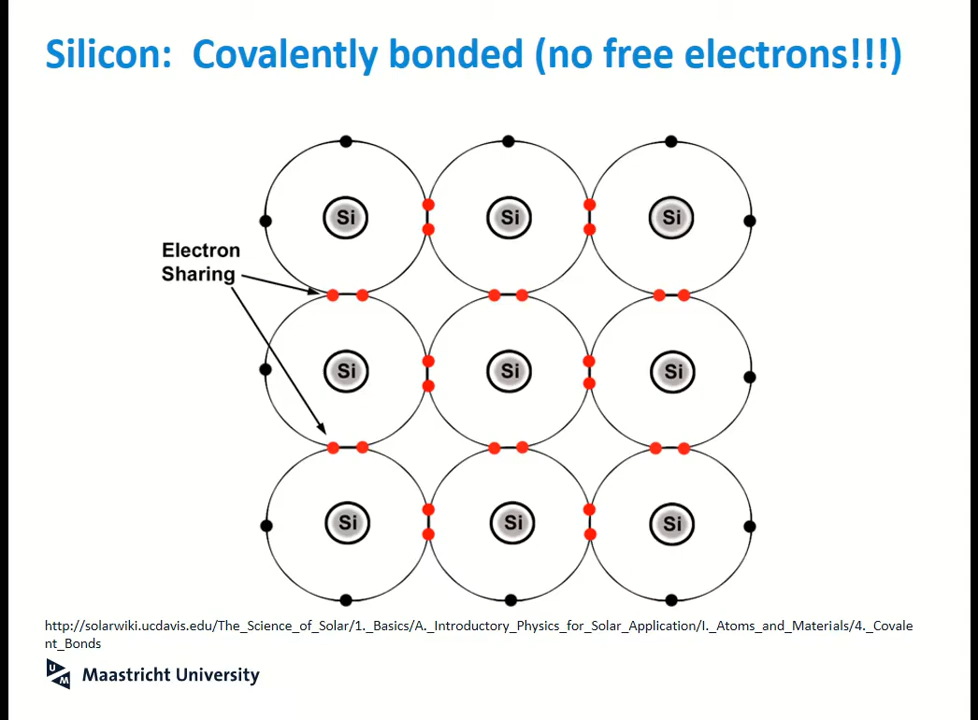 Silicon:  Covalently bonded (no free electrons!!!)
Si Si Si
Electron
Sharing
Si Si Si
Si Si Si
http://solarwiki.ucdavis.edu/The_Science_of_Solar/1._Basics/A._Introductory_Physics_for_Solar_Application/I._Atoms_and_Materials/4._Covale
nt_Bonds
UM Maastricht University